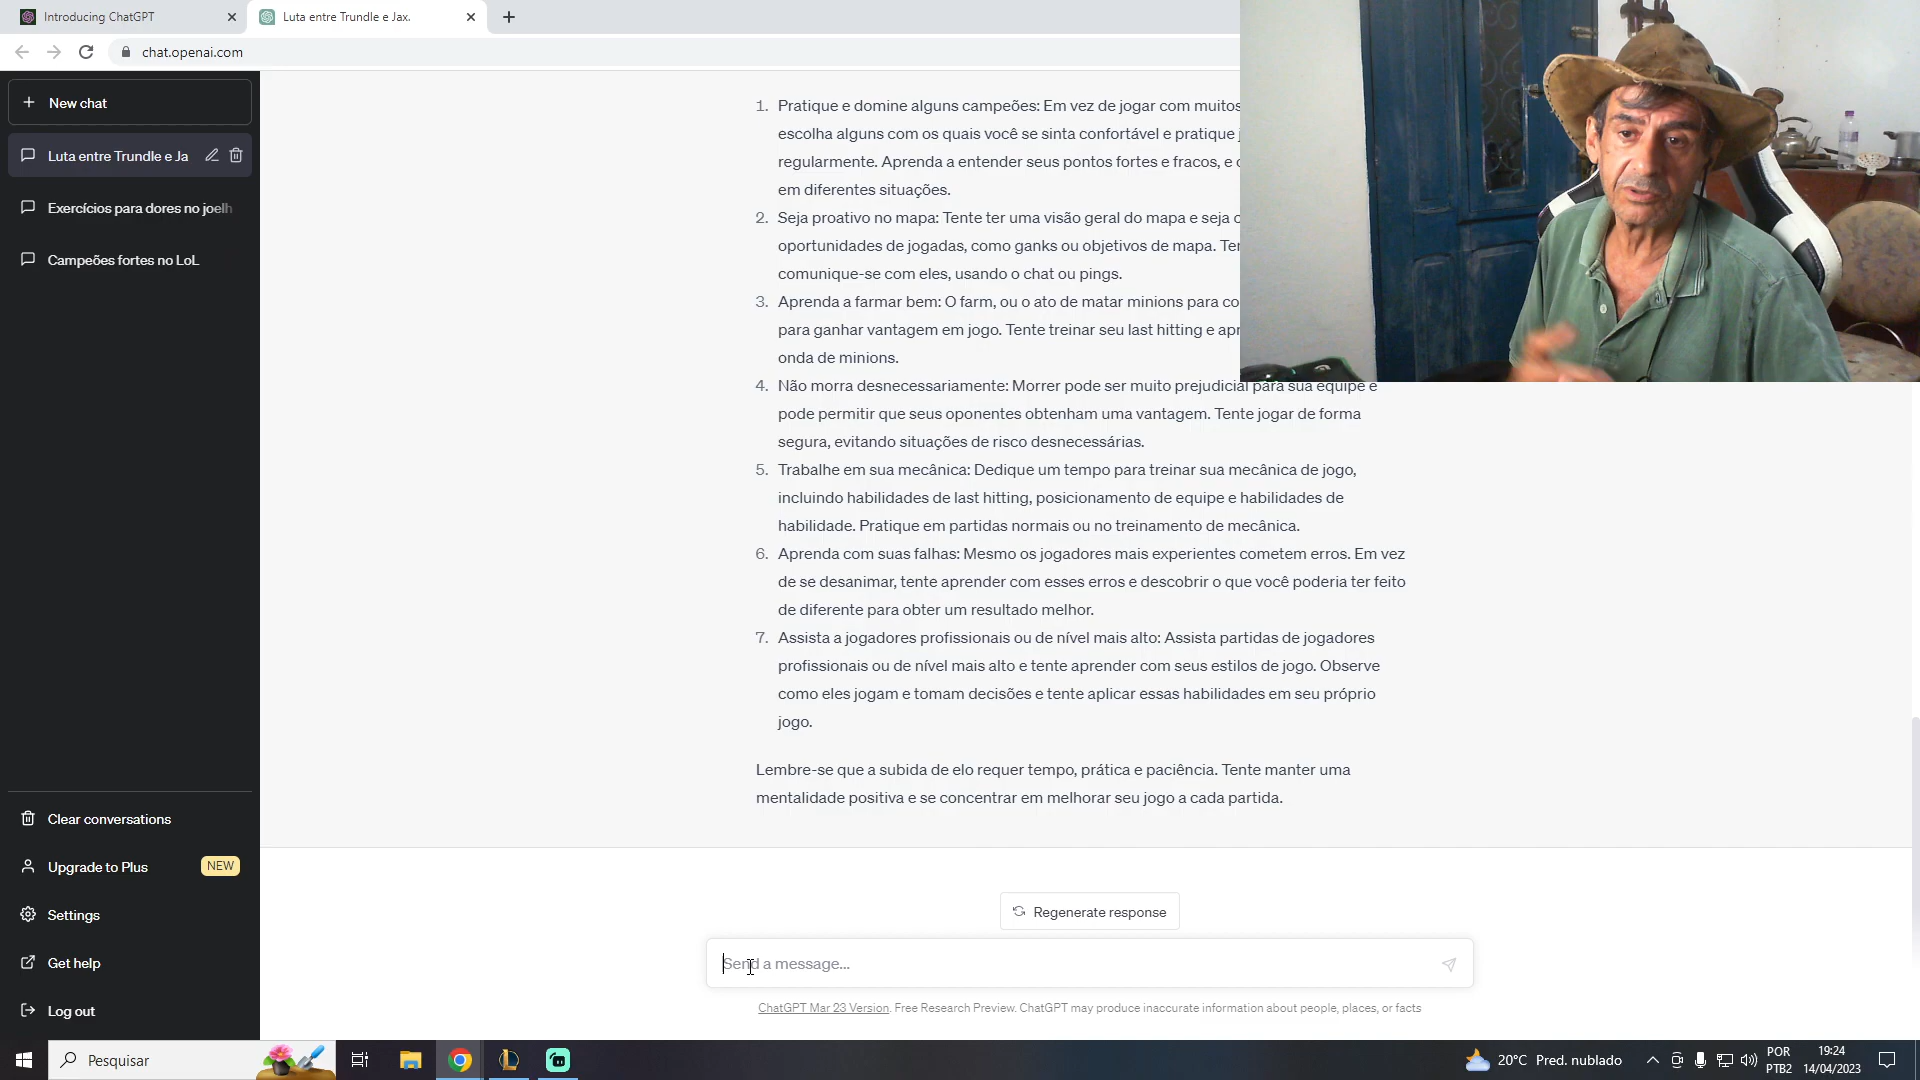 Introducing ChatGPT
Luta entre Trundle e Jax.
chat.openai.com
New chat
Luta entre Trundle e Ja
Exercícios para dores no joelh
Campeões fortes no LoL
1. Pratique e domine alguns campeões: Em vez de jogar com muitos
escolha alguns com os quais você se sinta confortável e pratique
regularmente. Aprenda a entender seus pontos fortes e fracos, e
em diferentes situações.
2. Seja proativo no mapa: Tente ter uma visão geral do mapa e seja
oportunidades de jogadas, como ganks ou objetivos de mapa.
comunique-se com eles, usando o chat ou pings.
3. Aprenda a farmar bem: O farm, ou o ato de matar minions para
para ganhar vantagem em jogo. Tente treinar seu last hitting e
onda de minions.
4. Não morra desnecessariamente: Morrer pode ser muito prejudicial para sua equipe e
pode permitir que seus oponentes obtenham uma vantagem. Tente jogar de forma
segura, evitando situações de risco desnecessárias.
5. Trabalhe em sua mecânica: Dedique um tempo para treinar sua mecânica de jogo,
incluindo habilidades de last hitting, posicionamento de equipe e habilidades de
habilidade. Pratique em partidas normais ou no treinamento de mecânica.
6. Aprenda com suas falhas: Mesmo os jogadores mais experientes cometem erros. Em vez
de se desanimar, tente aprender com esses erros e descobrir o que você poderia ter feito
de diferente para obter um resultado melhor.
7. Assista a jogadores profissionais ou de nível mais alto: Assista partidas de jogadores
profissionais ou de nível mais alto e tente aprender com seus estilos de jogo. Observe
como eles jogam e tomam decisões e tente aplicar essas habilidades em seu próprio
jogo.
Lembre-se que a subida de elo requer tempo, prática e paciência. Tente manter uma
mentalidade positiva e se concentrar em melhorar seu jogo a cada partida.
Clear conversations
Upgrade to Plus NEW
Settings
Get help
Log out
Regenerate response
Send a message...
ChatGPT Mar 23 Version. Free Research Preview. ChatGPT may produce inaccurate information about people, places, or facts
Pesquisar
20°C Pred. nublado
POR
PTB2
19:24
14/04/2023